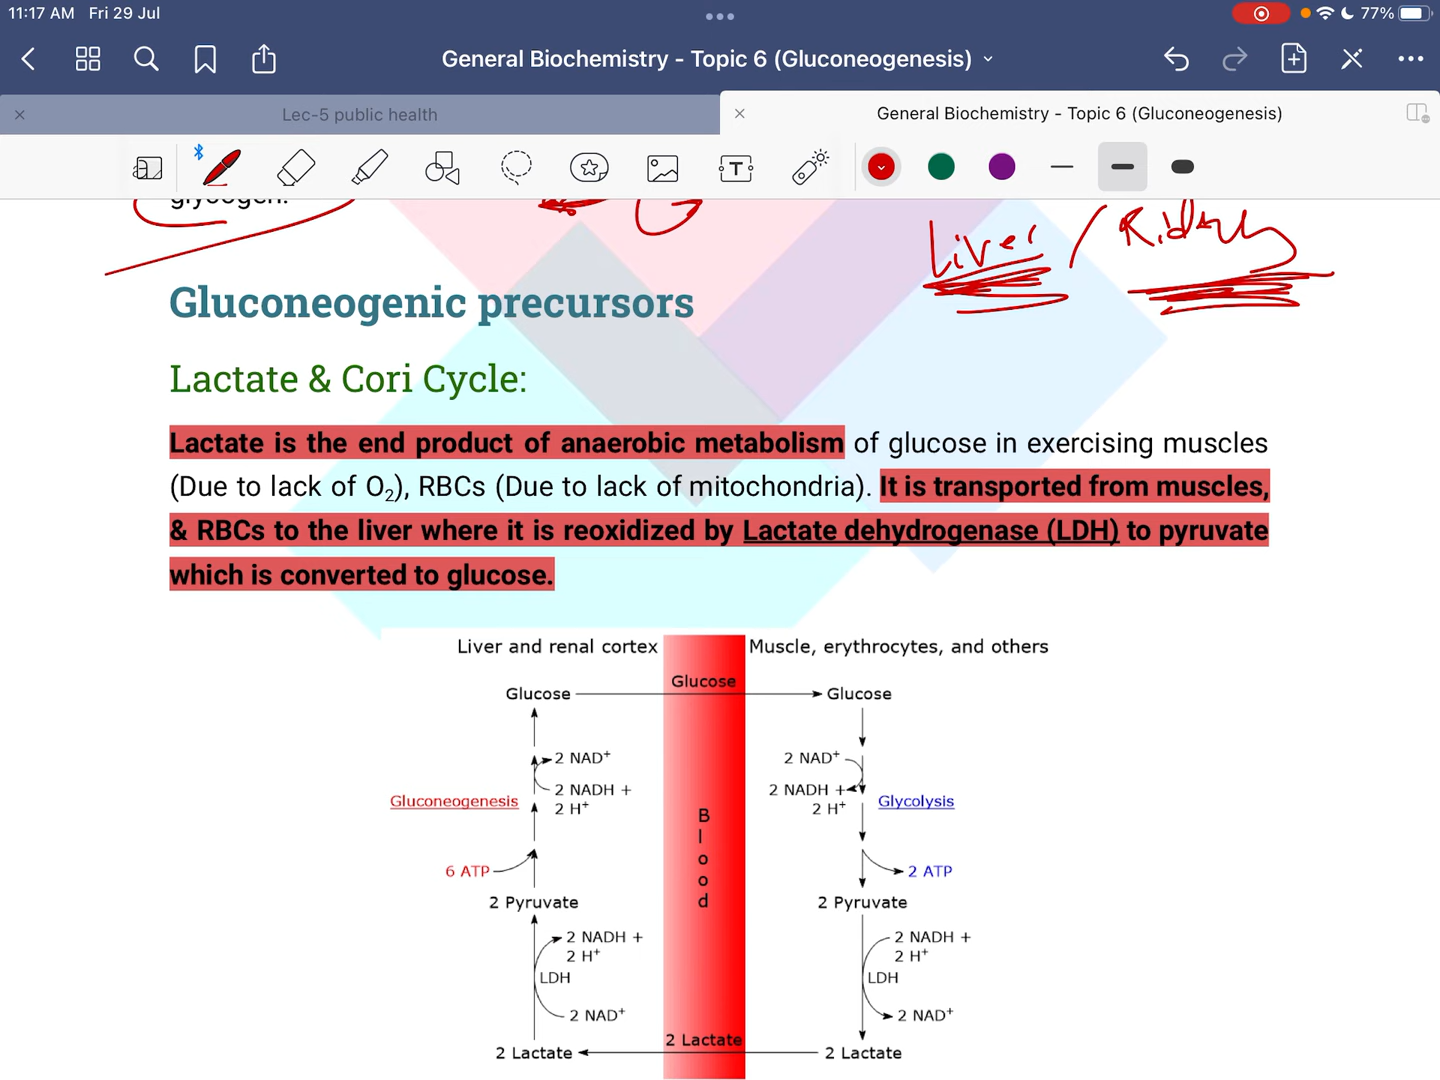 11:17 AM Fri 29 Jul
77%
General Biochemistry - Topic 6 (Gluconeogenesis)
Lec-5 public health
General Biochemistry - Topic 6 (Gluconeogenesis)
T
glycogen.
Liver /
Gluconeogenic precursors
Lactate & Cori Cycle:
Lactate is the end product of anaerobic metabolism of glucose in exercising muscles
(Due to lack of O₂), RBCs (Due to lack of mitochondria). It is transported from muscles,
& RBCs to the liver where it is reoxidized by Lactate dehydrogenase (LDH) to pyruvate
which is converted to glucose.
Liver and renal cortex
Muscle, erythrocytes, and others
Glucose
Glucose
Glucose
2 NAD⁺
2 NADH +
2 H⁺
Gluconeogenesis
6 ATP
2 Pyruvate
2 NADH +
2 H⁺
LDH
2 NAD⁺
2 Lactate
Blood
2 Lactate
2 NAD⁺
2 NADH +
2 H⁺
Glycolysis
2 ATP
2 Pyruvate
2 NADH +
2 H⁺
LDH
2 NAD⁺
2 Lactate